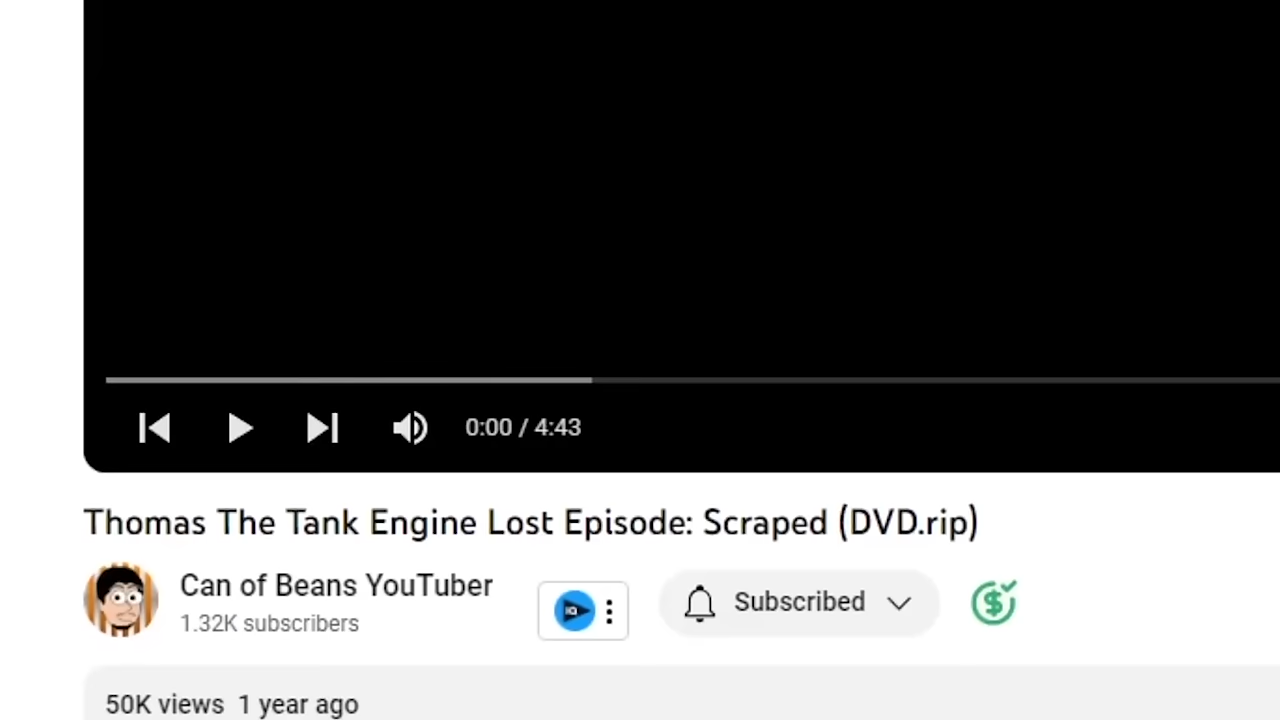 0:00 / 4:43
Thomas The Tank Engine Lost Episode: Scraped (DVD.rip)
Can of Beans YouTuber
1.32K subscribers
IQ
Subscribed
$
50K views 1 year ago